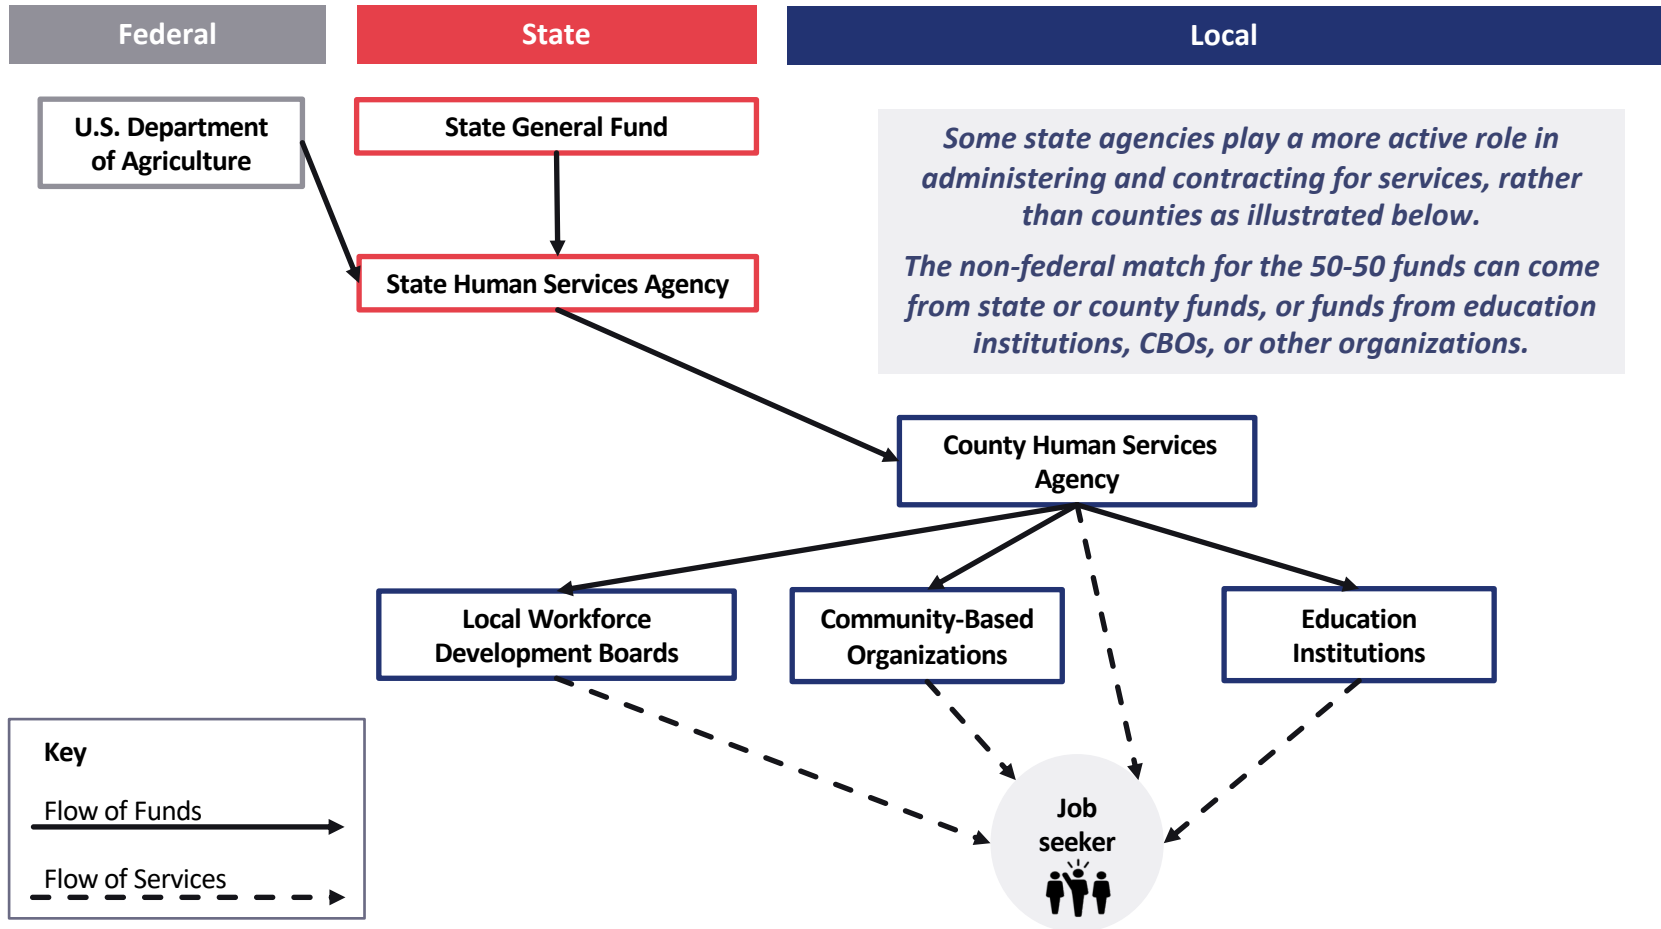 Federal
State
Local
U.S. Department
of Agriculture
State General Fund
Some state agencies play a more active role in
administering and contracting for services, rather
than counties as illustrated below.
The non-federal match for the 50-50 funds can come
from state or county funds, or funds from education
institutions, CBOs, or other organizations.
State Human Services Agency
County Human Services
Agency
Local Workforce
Development Boards
Community-Based
Organizations
Education
Institutions
Job
seeker
Key
Flow of Funds
Flow of Services